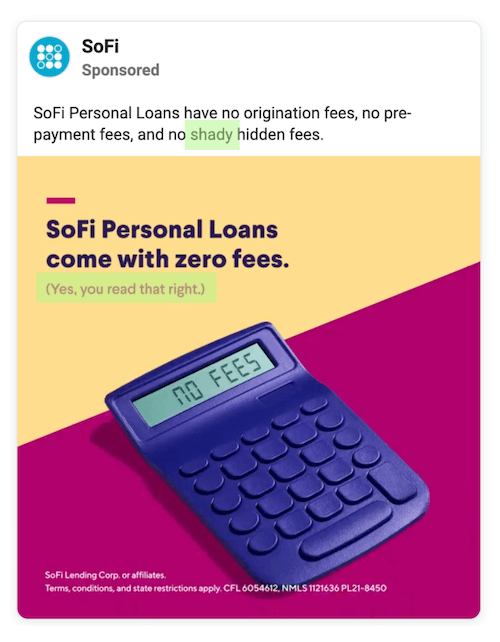 SoFi
Sponsored
SoFi Personal Loans have no origination fees, no pre-
payment fees, and no shady hidden fees.
SoFi Personal Loans
come with zero fees.
(Yes, you read that right.)
NO FEES
SoFi Lending Corp. or affiliates.
Terms, conditions, and state restrictions apply. CFL 6054612, NMLS 1121636 PL21-8450